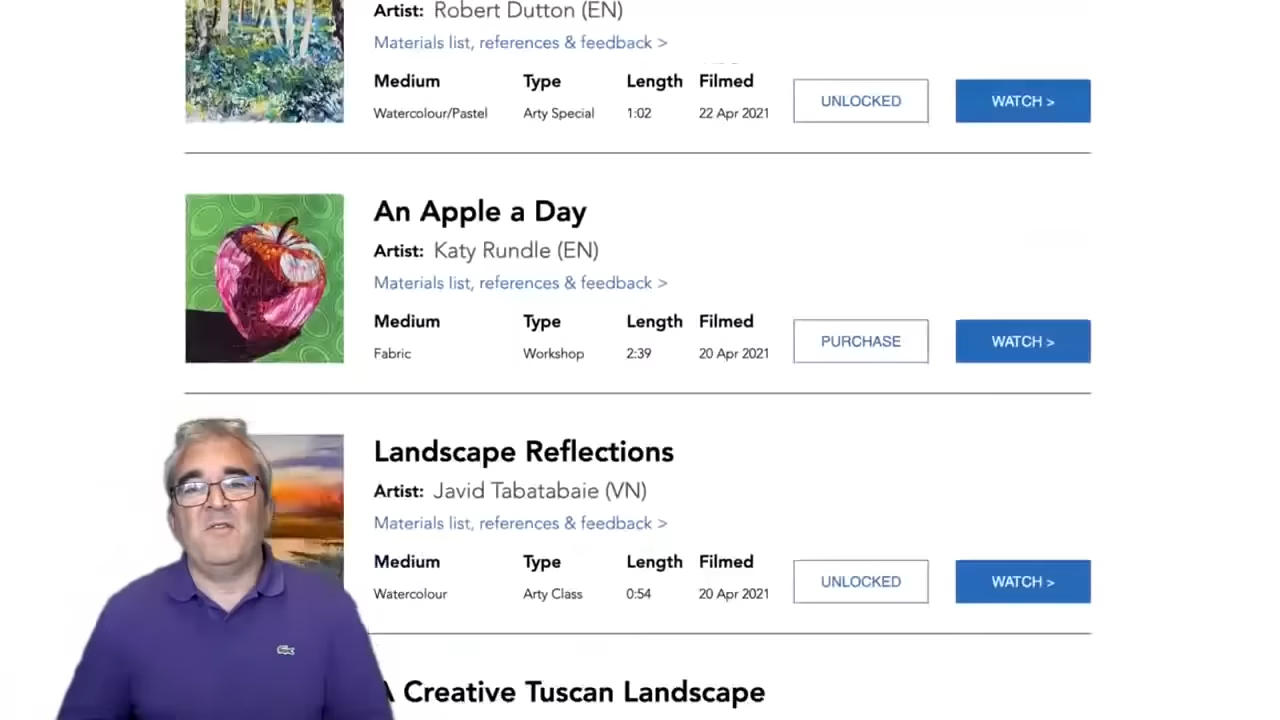 Artist: Robert Dutton (EN)
Materials list, references & feedback >
Medium Type Length Filmed
Watercolour/Pastel Arty Special 1:02 22 Apr 2021 UNLOCKED WATCH >
An Apple a Day
Artist: Katy Rundle (EN)
Materials list, references & feedback >
Medium Type Length Filmed
Fabric Workshop 2:39 20 Apr 2021 PURCHASE WATCH >
Landscape Reflections
Artist: Javid Tabatabaie (VN)
Materials list, references & feedback >
Medium Type Length Filmed
Watercolour Arty Class 0:54 20 Apr 2021 UNLOCKED WATCH >
A Creative Tuscan Landscape